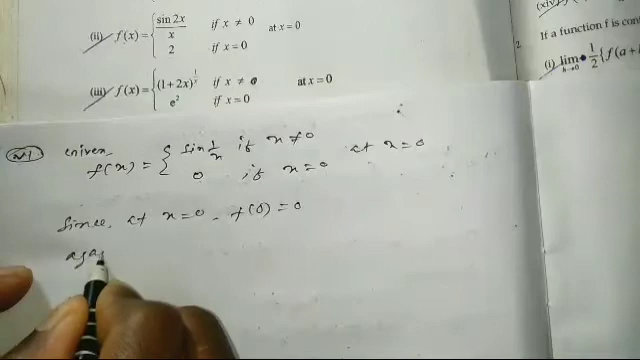 (ii) f(x) = { sin 2x / x if x ≠ 0 at x = 0
2 if x = 0
(iii) f(x) = { (1 + 2x)^(1/x) if x ≠ 0 at x = 0
e² if x = 0
If a function f is cont
(i) lim h→0 1/2 {f(a +
Given,
f(x) = { sin 1/x if x ≠ 0 at x = 0
0 if x = 0
Since, at x = 0, f(0) = 0
aga